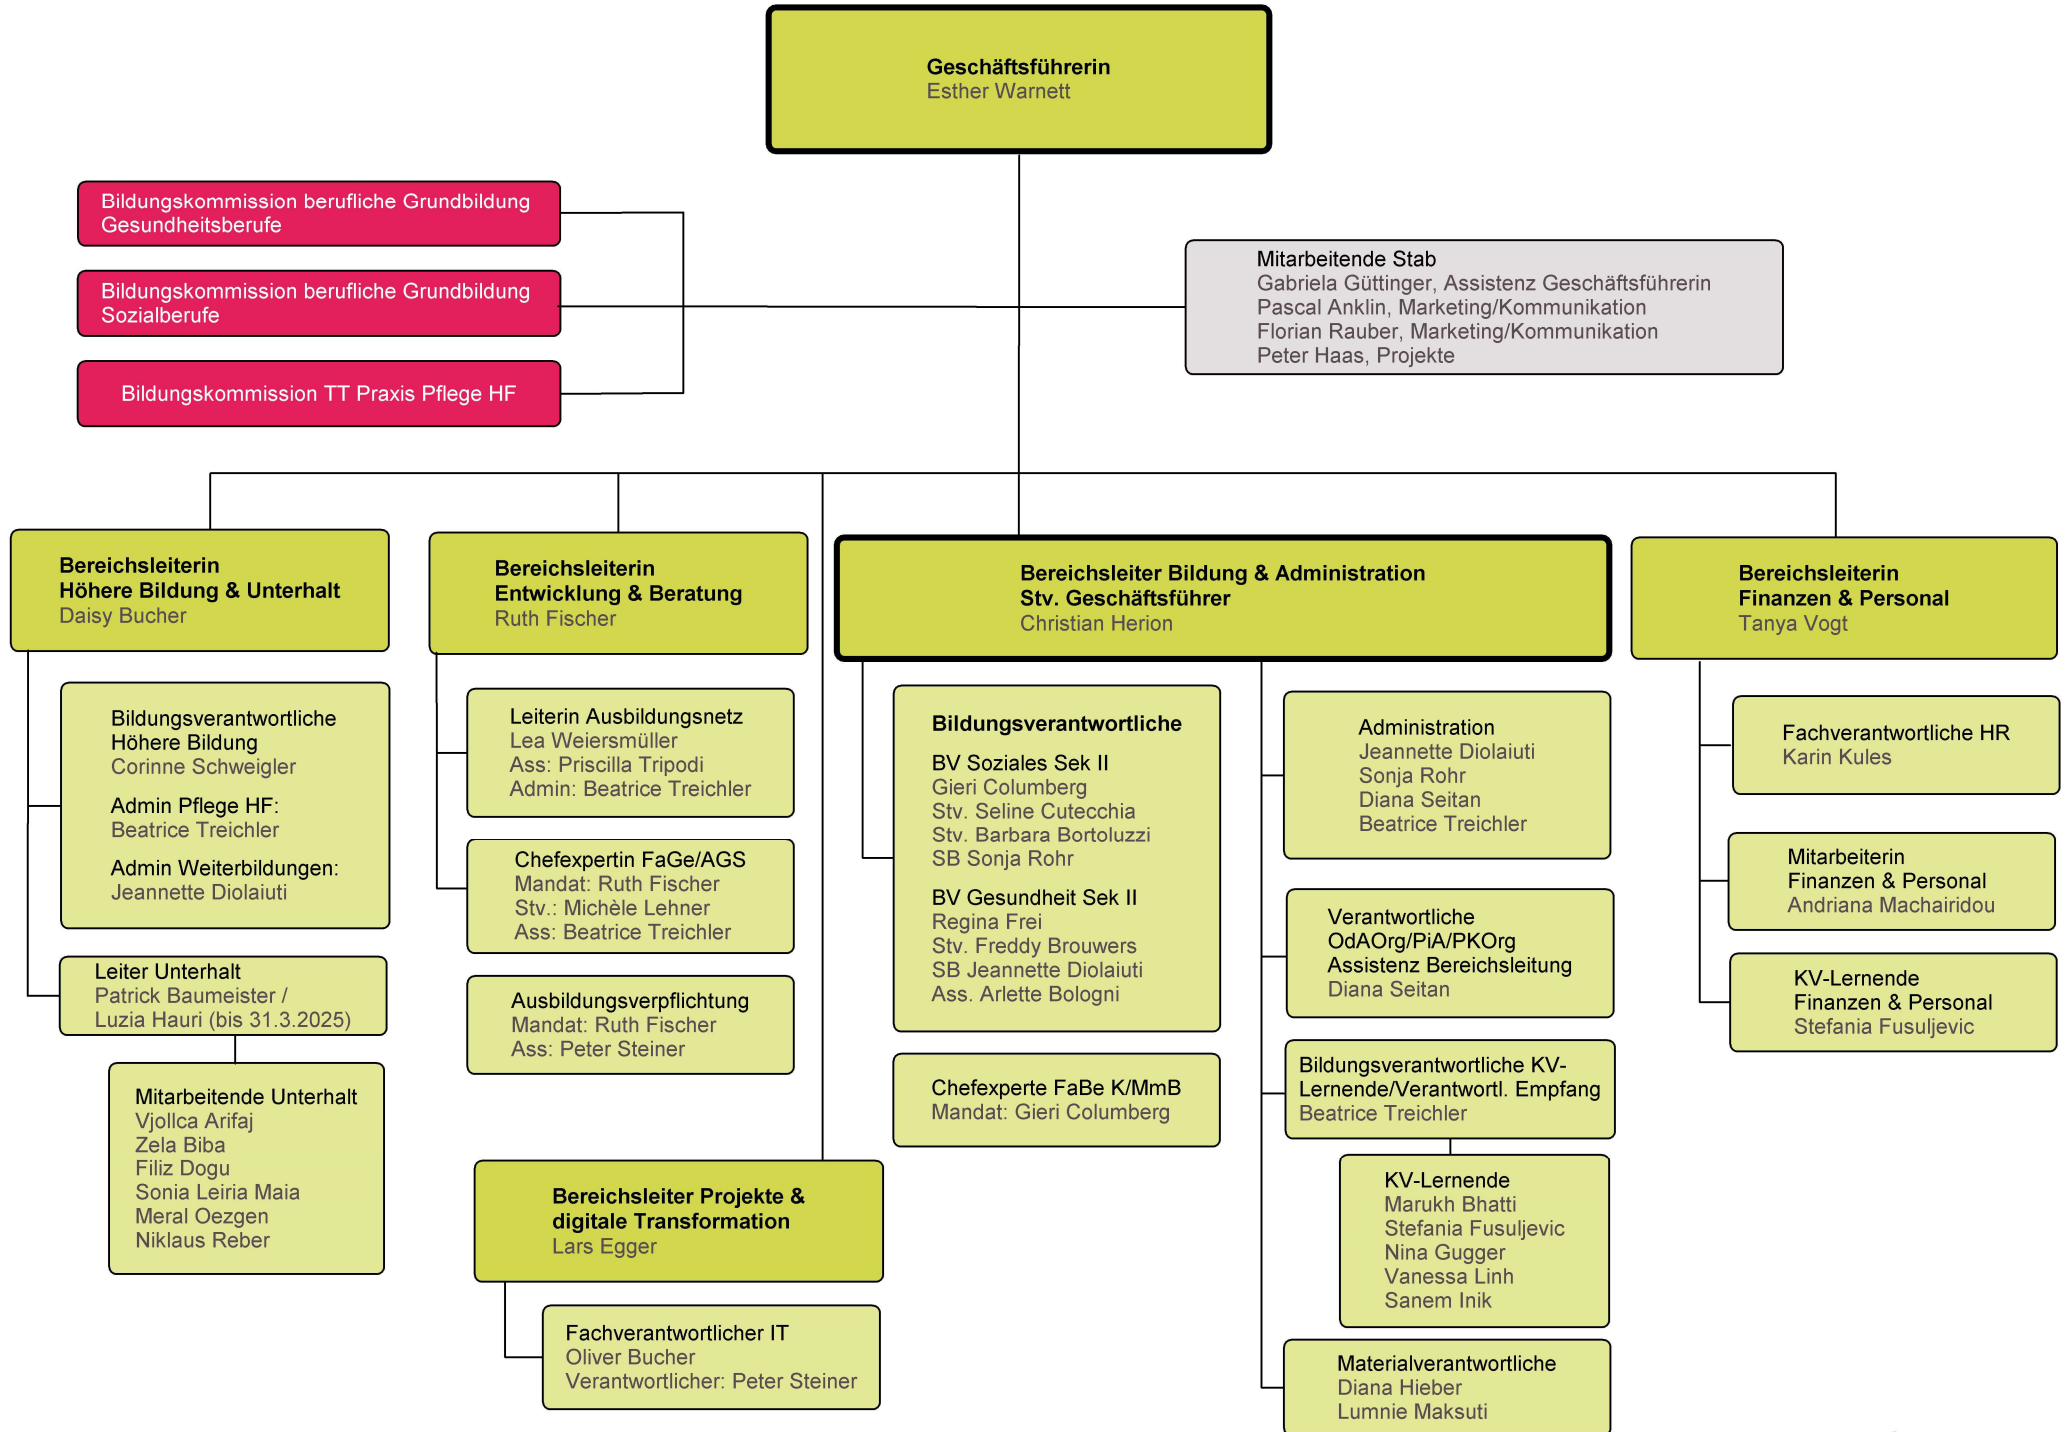 Geschäftsführerin
Esther Warnett
Bildungskommission berufliche Grundbildung
Gesundheitsberufe
Bildungskommission berufliche Grundbildung
Sozialberufe
Bildungskommission TT Praxis Pflege HF
Mitarbeitende Stab
Gabriela Güttinger, Assistenz Geschäftsführerin
Pascal Anklin, Marketing/Kommunikation
Florian Rauber, Marketing/Kommunikation
Peter Haas, Projekte
Bereichsleiterin
Höhere Bildung & Unterhalt
Daisy Bucher
Bildungsverantwortliche
Höhere Bildung
Corinne Schweigler
Admin Pflege HF:
Beatrice Treichler
Admin Weiterbildungen:
Jeannette Diolaiuti
Leiter Unterhalt
Patrick Baumeister /
Luzia Hauri (bis 31.3.2025)
Mitarbeitende Unterhalt
Vjollca Arifaj
Zela Biba
Filiz Dogu
Sonia Leiria Maia
Meral Oezgen
Niklaus Reber
Bereichsleiterin
Entwicklung & Beratung
Ruth Fischer
Leiterin Ausbildungsnetz
Lea Weiersmüller
Ass: Priscilla Tripodi
Admin: Beatrice Treichler
Chefexpertin FaGe/AGS
Mandat: Ruth Fischer
Stv.: Michèle Lehner
Ass: Beatrice Treichler
Ausbildungsverpflichtung
Mandat: Ruth Fischer
Ass: Peter Steiner
Bereichsleiter Projekte &
digitale Transformation
Lars Egger
Fachverantwortlicher IT
Oliver Bucher
Verantwortlicher: Peter Steiner
Bereichsleiter Bildung & Administration
Stv. Geschäftsführer
Christian Herion
Bildungsverantwortliche
BV Soziales Sek II
Gieri Columberg
Stv. Seline Cutecchia
Stv. Barbara Bortoluzzi
SB Sonja Rohr
BV Gesundheit Sek II
Regina Frei
Stv. Freddy Brouwers
SB Jeannette Diolaiuti
Ass. Arlette Bologni
Chefexperte FaBe K/MmB
Mandat: Gieri Columberg
Administration
Jeannette Diolaiuti
Sonja Rohr
Diana Seitan
Beatrice Treichler
Verantwortliche
OdAOrg/PiA/PKOrg
Assistenz Bereichsleitung
Diana Seitan
Bildungsverantwortliche KV-
Lernende/Verantwortl. Empfang
Beatrice Treichler
KV-Lernende
Marukh Bhatti
Stefania Fusuljevic
Nina Gugger
Vanessa Linh
Sanem Inik
Materialverantwortliche
Diana Hieber
Lumnie Maksuti
Bereichsleiterin
Finanzen & Personal
Tanya Vogt
Fachverantwortliche HR
Karin Kules
Mitarbeiterin
Finanzen & Personal
Andriana Machairidou
KV-Lernende
Finanzen & Personal
Stefania Fusuljevic